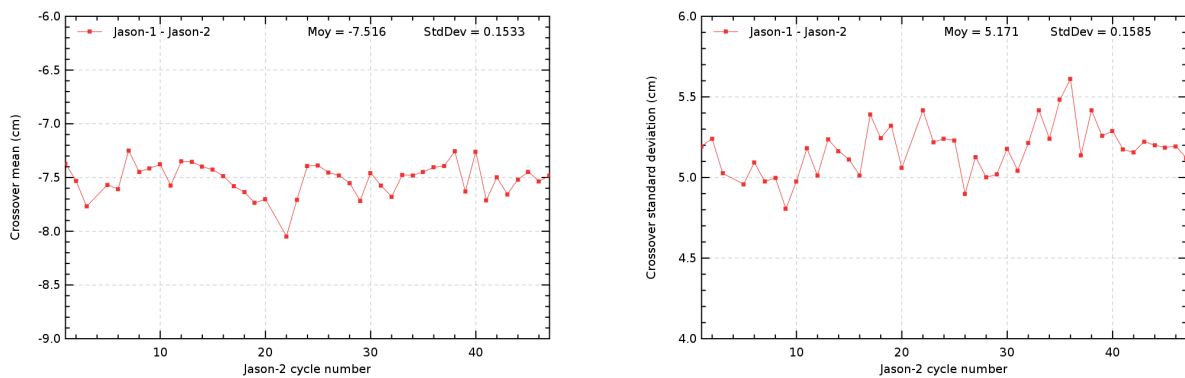 -6.0
-6.5
-7.0
-7.5
-8.0
-8.5
-9.0
Crossover mean (cm)
Jason-1 - Jason-2 Moy = -7.516 StdDev = 0.1533
10 20 30 40
Jason-2 cycle number
6.0
5.5
5.0
4.5
4.0
Crossover standard deviation (cm)
Jason-1 - Jason-2 Moy = 5.171 StdDev = 0.1585
10 20 30 40
Jason-2 cycle number